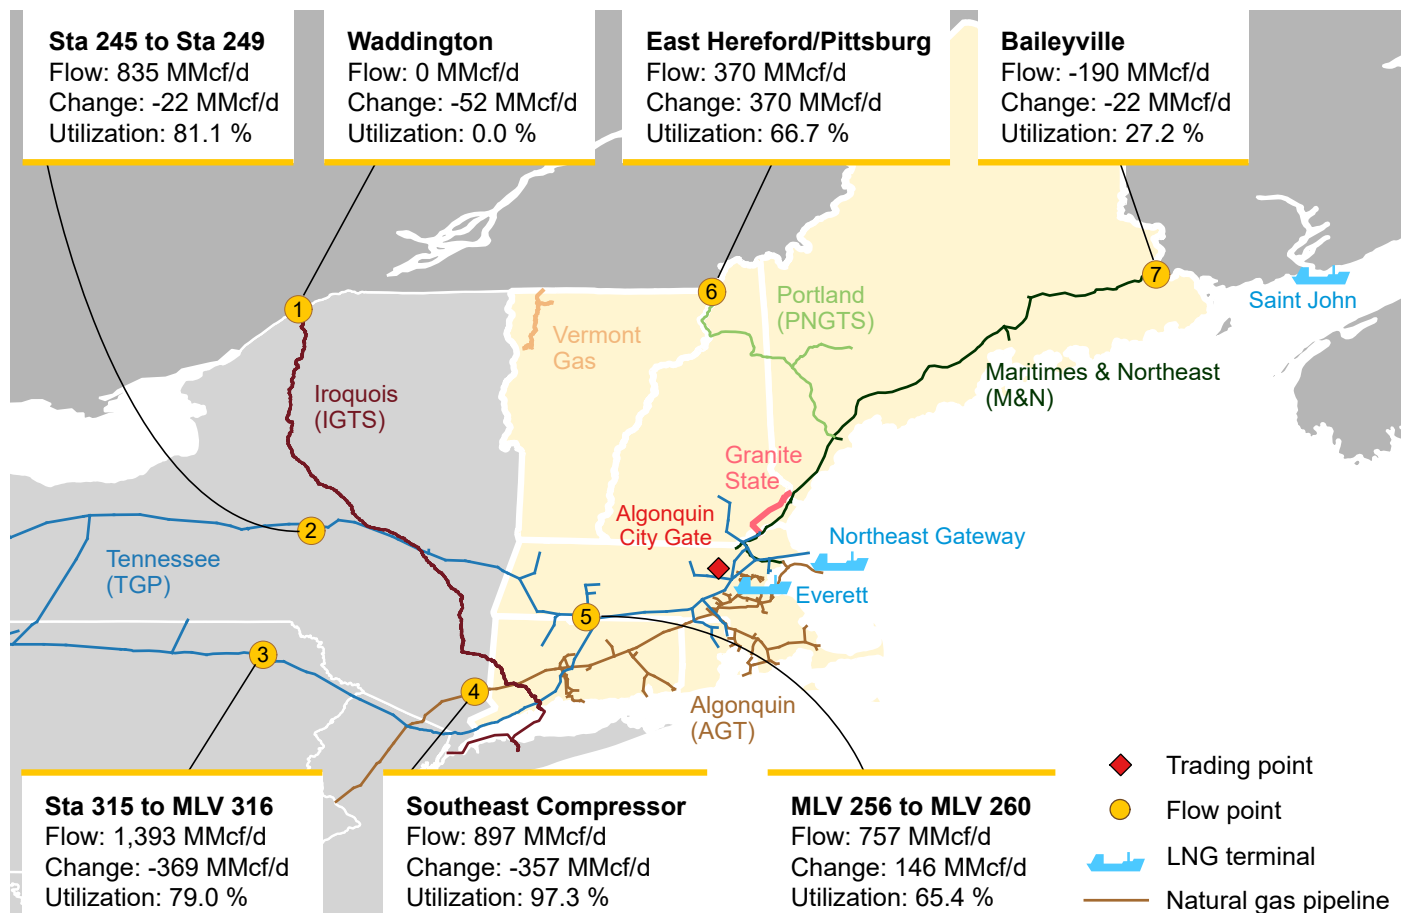 Sta 245 to Sta 249
Flow: 835 MMcf/d
Change: -22 MMcf/d
Utilization: 81.1 %
Waddington
Flow: 0 MMcf/d
Change: -52 MMcf/d
Utilization: 0.0 %
East Hereford/Pittsburg
Flow: 370 MMcf/d
Change: 370 MMcf/d
Utilization: 66.7 %
Baileyville
Flow: -190 MMcf/d
Change: -22 MMcf/d
Utilization: 27.2 %
7
Saint John
6
1
Portland
(PNGTS)
Vermont
Gas
Maritimes & Northeast
(M&N)
Iroquois
(IGTS)
Granite
State
Algonquin
City Gate
2
Northeast Gateway
Tennessee
(TGP)
Everett
5
3
4
Algonquin
(AGT)
Sta 315 to MLV 316
Flow: 1,393 MMcf/d
Change: -369 MMcf/d
Utilization: 79.0 %
Southeast Compressor
Flow: 897 MMcf/d
Change: -357 MMcf/d
Utilization: 97.3 %
MLV 256 to MLV 260
Flow: 757 MMcf/d
Change: 146 MMcf/d
Utilization: 65.4 %
Trading point
Flow point
LNG terminal
Natural gas pipeline